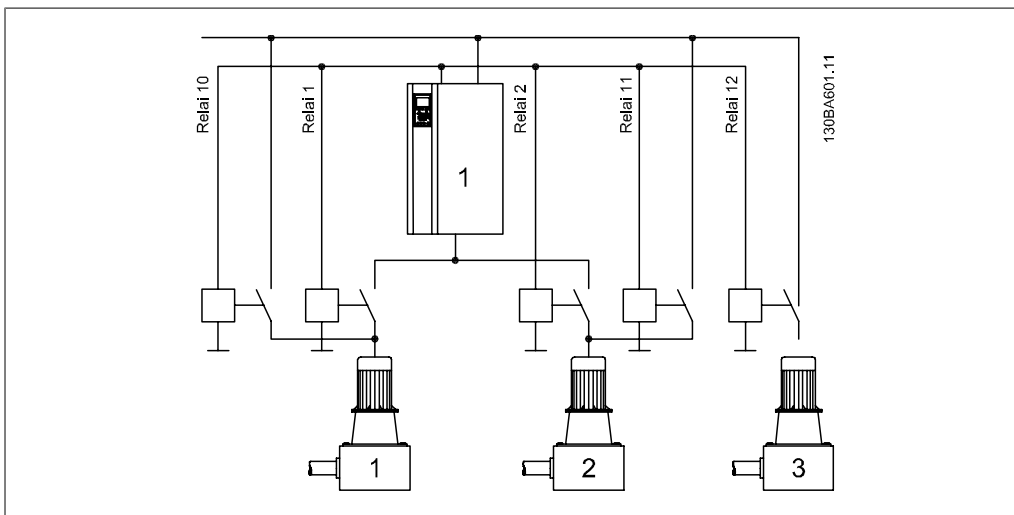 Relai 10
Relai 1
Relai 2
Relai 11
Relai 12
130BA601.11
1
1
2
3